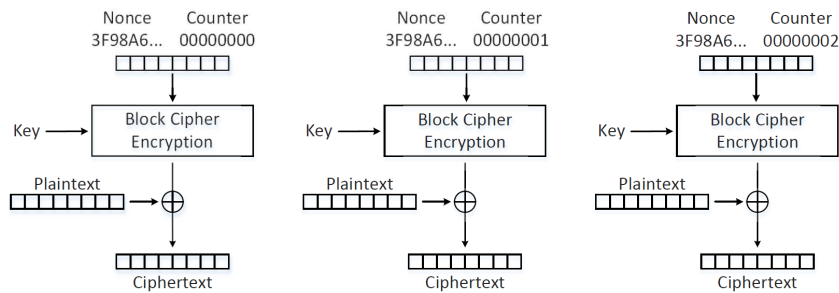 Nonce Counter
3F98A6... 00000000
Block Cipher
Encryption
Key
Plaintext
Ciphertext
Nonce Counter
3F98A6... 00000001
Block Cipher
Encryption
Key
Plaintext
Ciphertext
Nonce Counter
3F98A6... 00000002
Block Cipher
Encryption
Key
Plaintext
Ciphertext